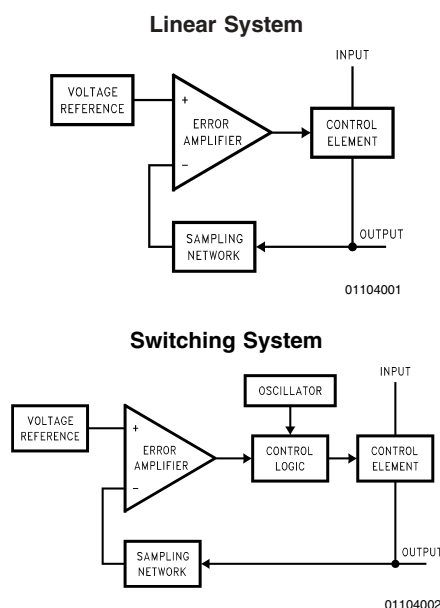 Linear System
INPUT
VOLTAGE
REFERENCE
+
ERROR
AMPLIFIER
−
CONTROL
ELEMENT
SAMPLING
NETWORK
OUTPUT
01104001
Switching System
INPUT
OSCILLATOR
VOLTAGE
REFERENCE
+
ERROR
AMPLIFIER
−
CONTROL
LOGIC
CONTROL
ELEMENT
SAMPLING
NETWORK
OUTPUT
01104002